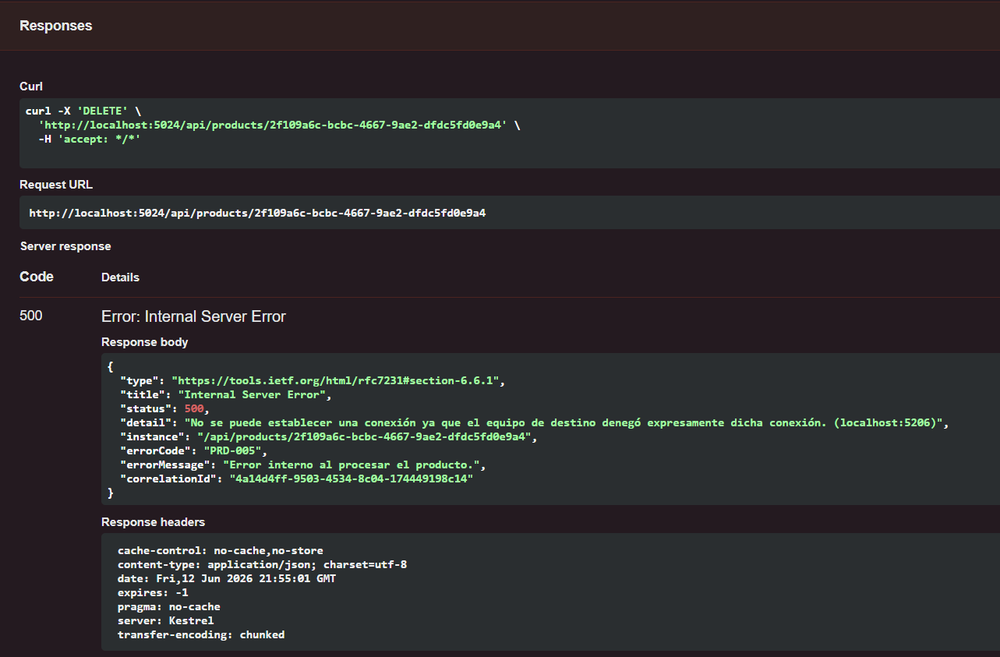 Responses
Curl
curl -X 'DELETE' \
  'http://localhost:5024/api/products/2f109a6c-bcbc-4667-9ae2-dfdc5fd0e9a4' \
  -H 'accept: */*'
Request URL
http://localhost:5024/api/products/2f109a6c-bcbc-4667-9ae2-dfdc5fd0e9a4
Server response
Code Details
500 Error: Internal Server Error
Response body
{
  "type": "https://tools.ietf.org/html/rfc7231#section-6.6.1",
  "title": "Internal Server Error",
  "status": 500,
  "detail": "No se puede establecer una conexión ya que el equipo de destino denegó expresamente dicha conexión. (localhost:5206)",
  "instance": "/api/products/2f109a6c-bcbc-4667-9ae2-dfdc5fd0e9a4",
  "errorCode": "PRD-005",
  "errorMessage": "Error interno al procesar el producto.",
  "correlationId": "4a14d4ff-9503-4534-8c04-174449198c14"
}
Response headers
cache-control: no-cache,no-store
content-type: application/json; charset=utf-8
date: Fri,12 Jun 2026 21:55:01 GMT
expires: -1
pragma: no-cache
server: Kestrel
transfer-encoding: chunked